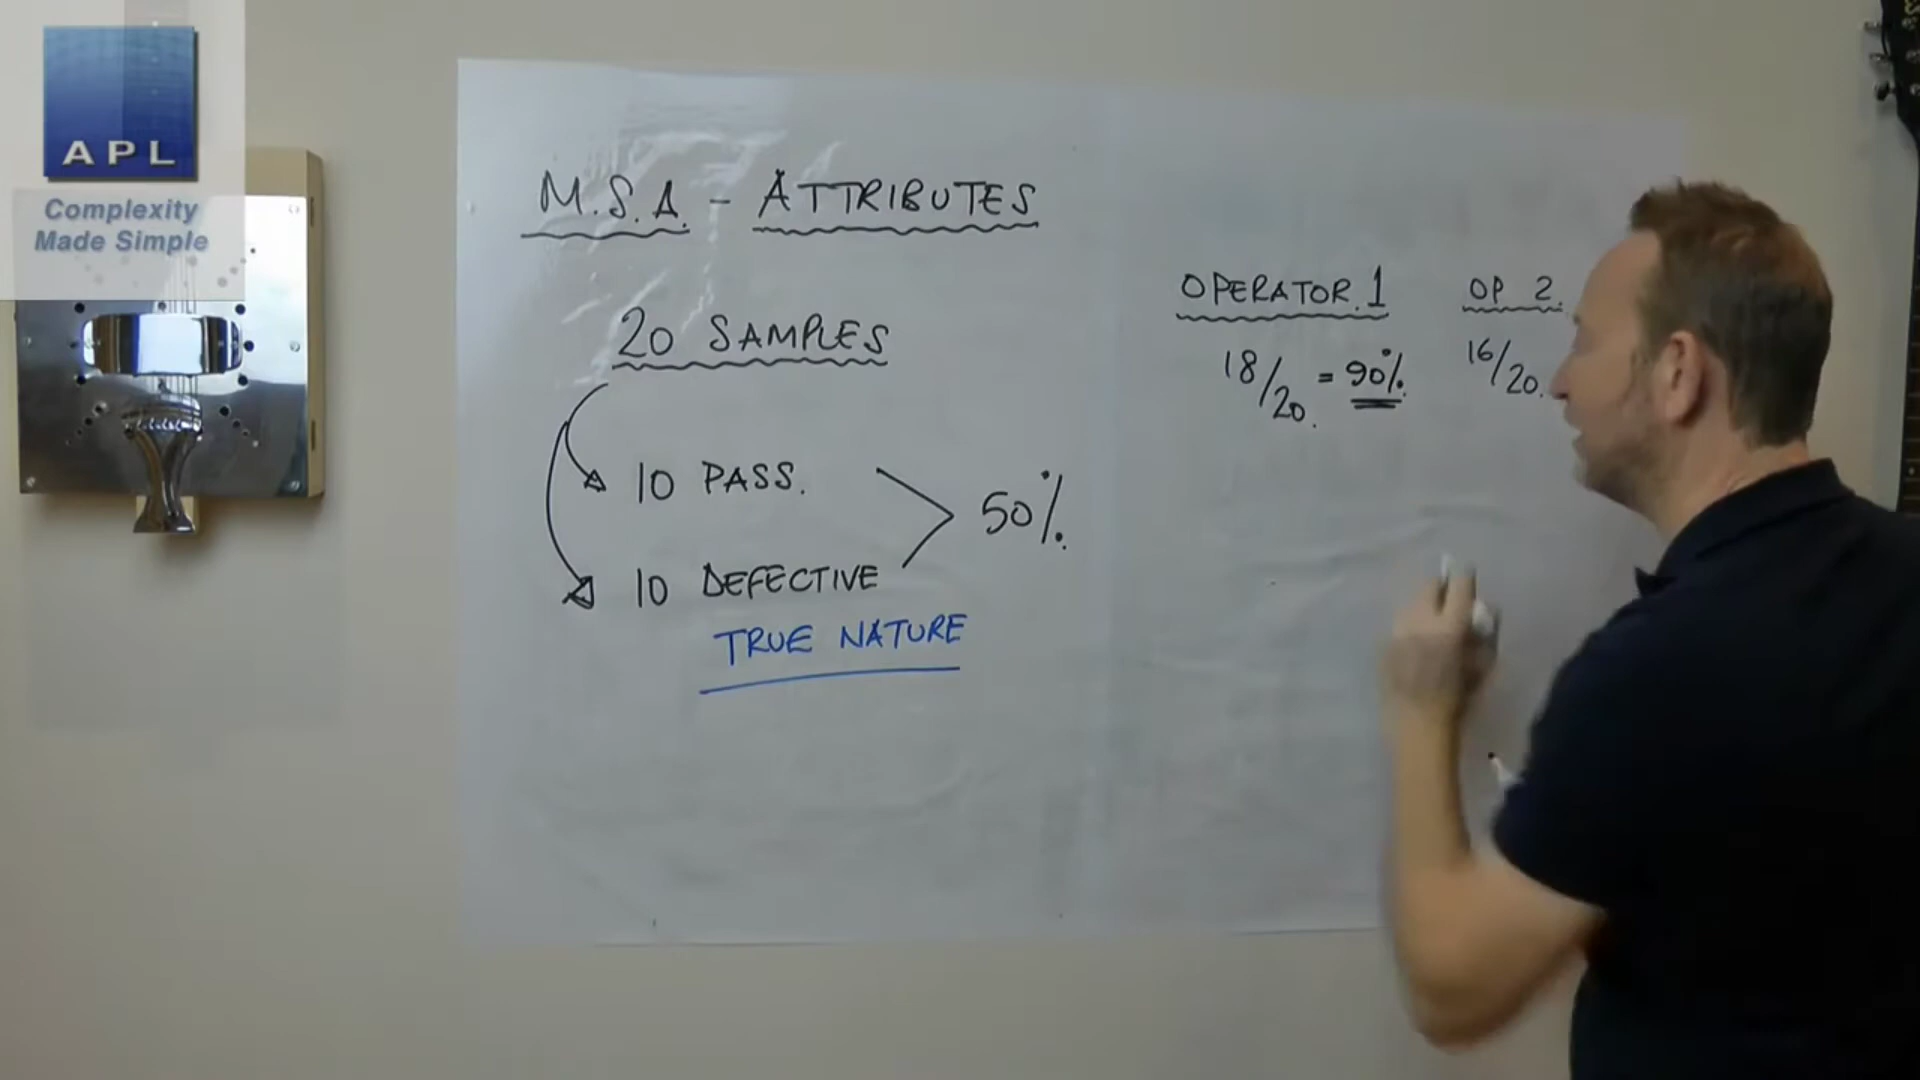 APL
Complexity
Made Simple
M.S.A. - ATTRIBUTES
20 SAMPLES
10 PASS.
10 DEFECTIVE
50%.
TRUE NATURE
OPERATOR.1
18/20. = 90%.
OP 2.
16/20.